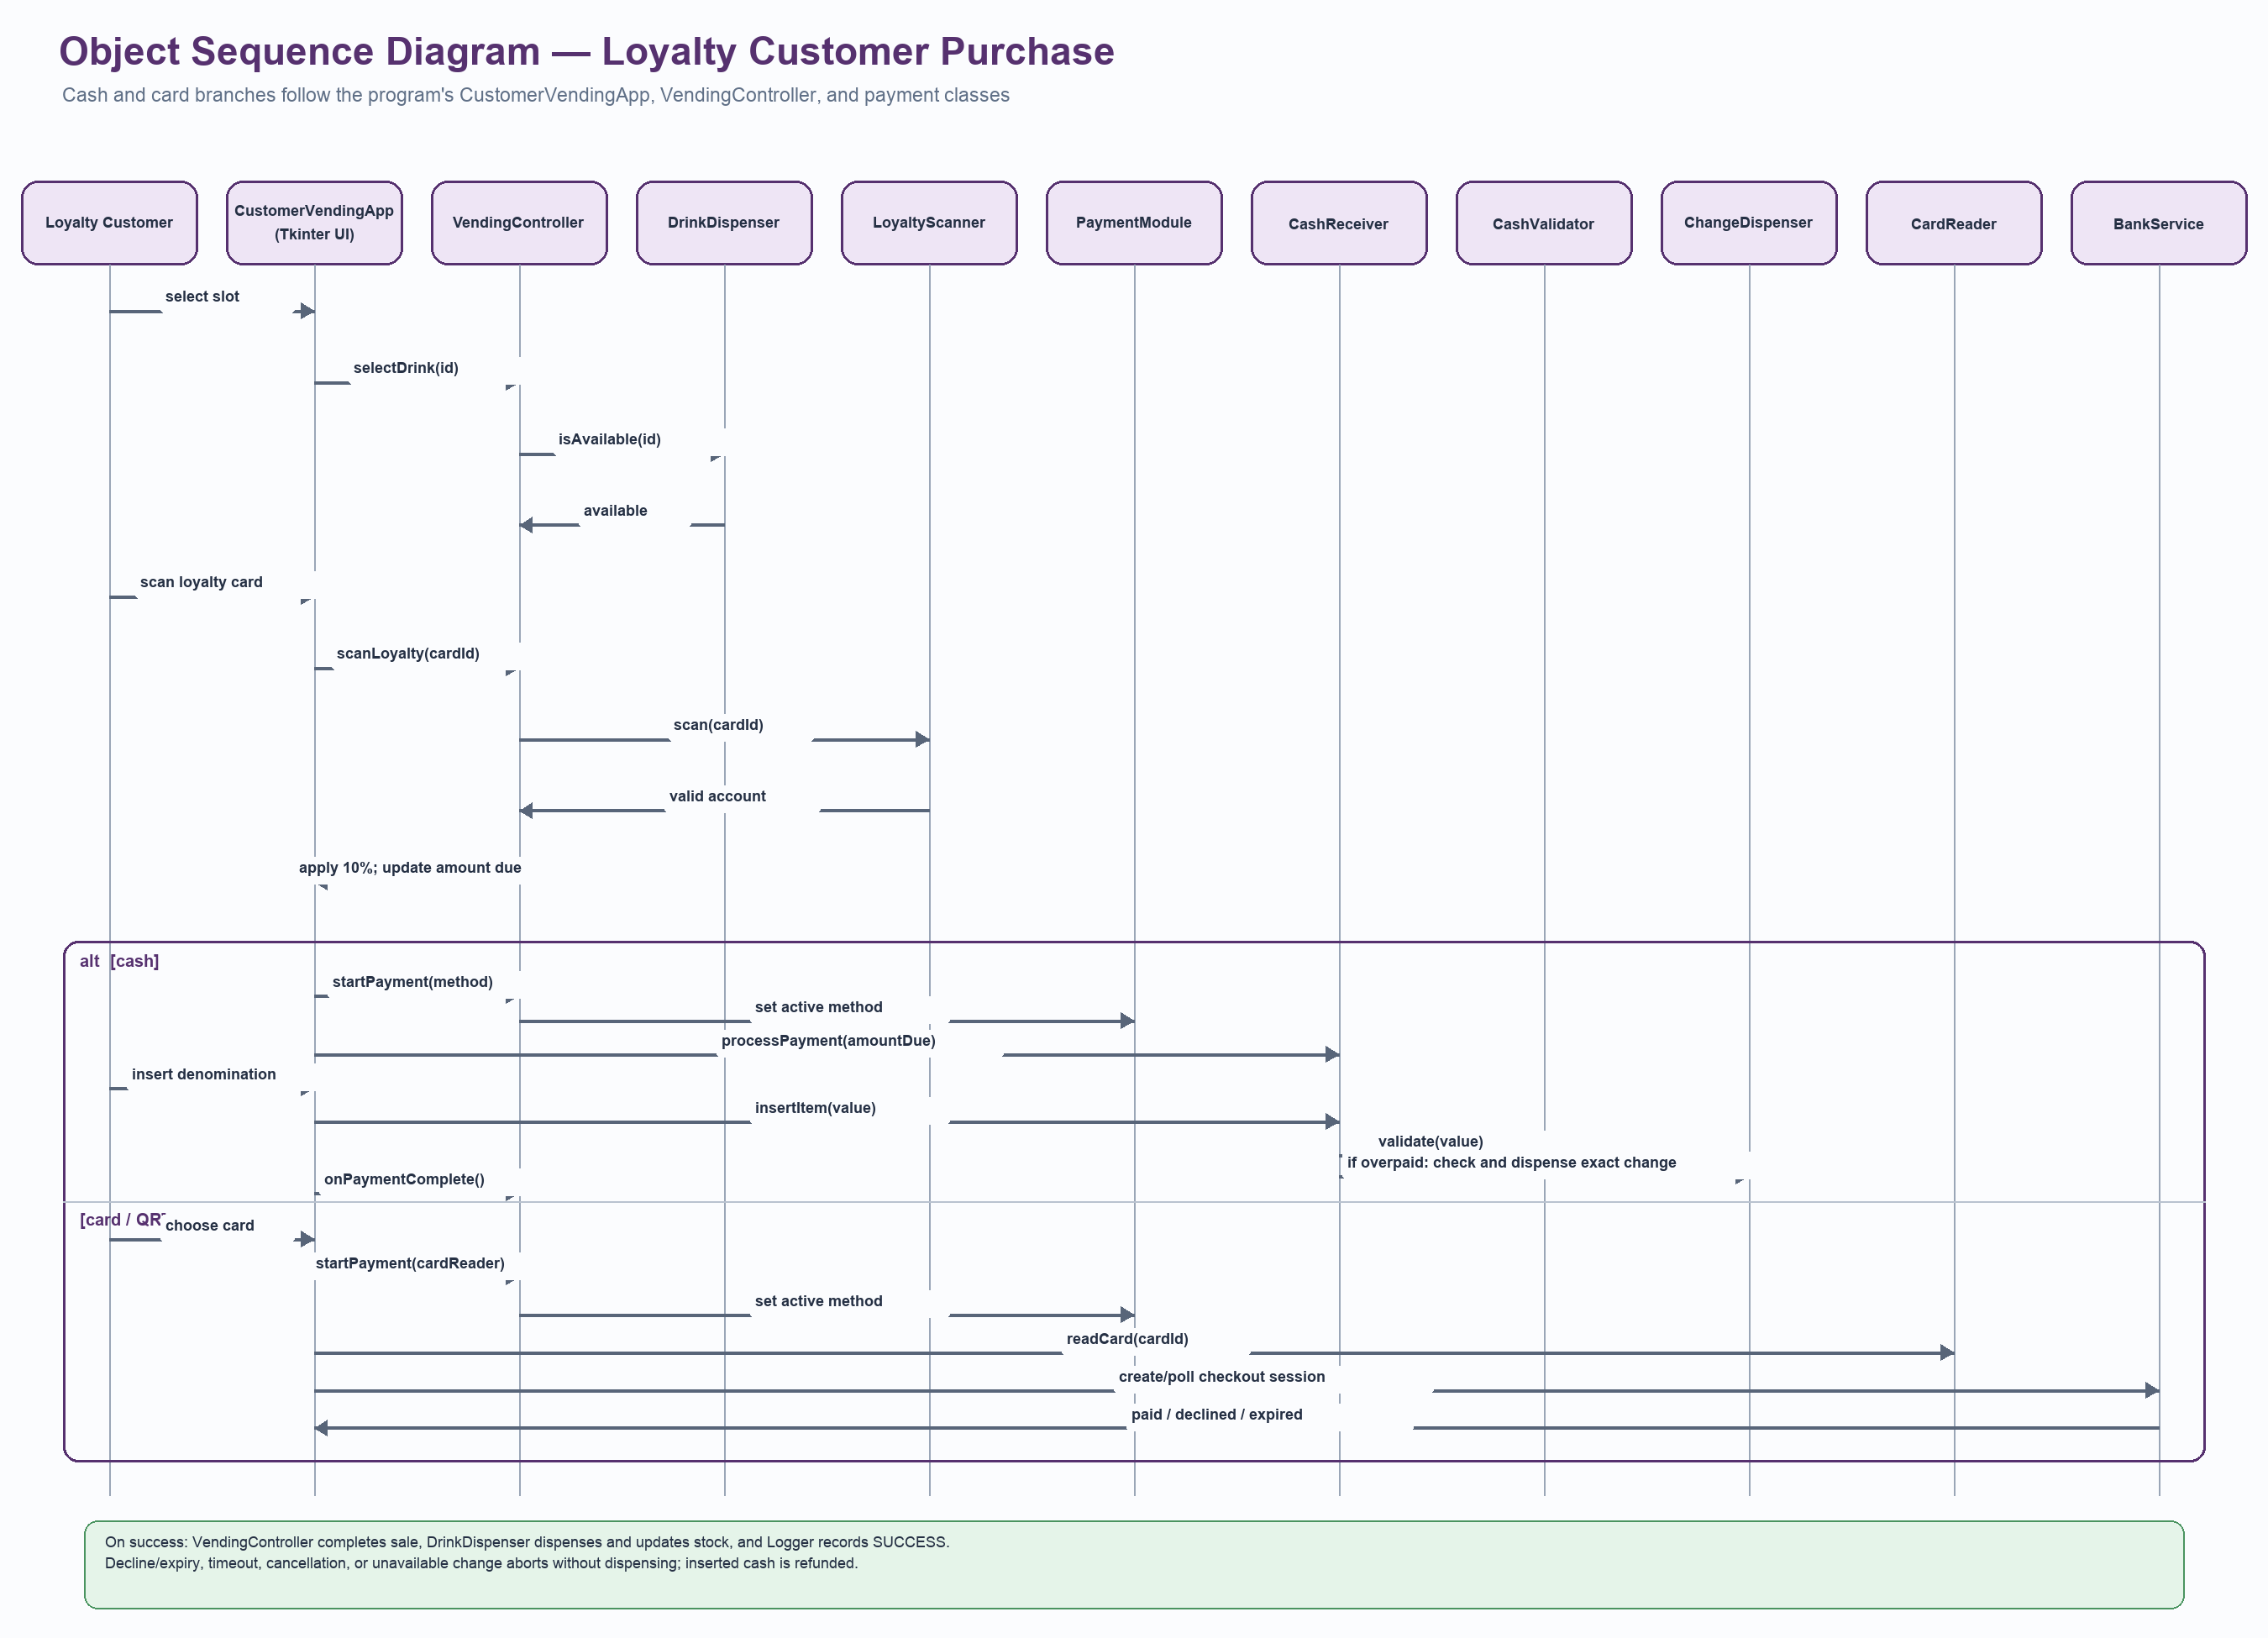 Object Sequence Diagram — Loyalty Customer Purchase
Cash and card branches follow the program's CustomerVendingApp, VendingController, and payment classes
Loyalty Customer
CustomerVendingApp
(Tkinter UI)
VendingController
DrinkDispenser
LoyaltyScanner
PaymentModule
CashReceiver
CashValidator
ChangeDispenser
CardReader
BankService
select slot
selectDrink(id)
isAvailable(id)
available
scan loyalty card
scanLoyalty(cardId)
scan(cardId)
valid account
apply 10%; update amount due
alt [cash]
startPayment(method)
set active method
processPayment(amountDue)
insert denomination
insertItem(value)
validate(value)
if overpaid: check and dispense exact change
onPaymentComplete()
[card / QR
choose card
startPayment(cardReader)
set active method
readCard(cardId)
create/poll checkout session
paid / declined / expired
On success: VendingController completes sale, DrinkDispenser dispenses and updates stock, and Logger records SUCCESS.
Decline/expiry, timeout, cancellation, or unavailable change aborts without dispensing; inserted cash is refunded.